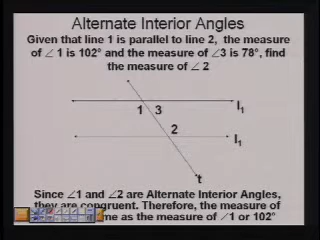 Alternate Interior Angles
Given that line 1 is parallel to line 2, the measure
of ∠ 1 is 102° and the measure of ∠3 is 78°, find
the measure of ∠ 2
1 3
l₁
2
l₁
t
Since ∠1 and ∠2 are Alternate Interior Angles,
they are congruent. Therefore, the measure of
me as the measure of ∠1 or 102°